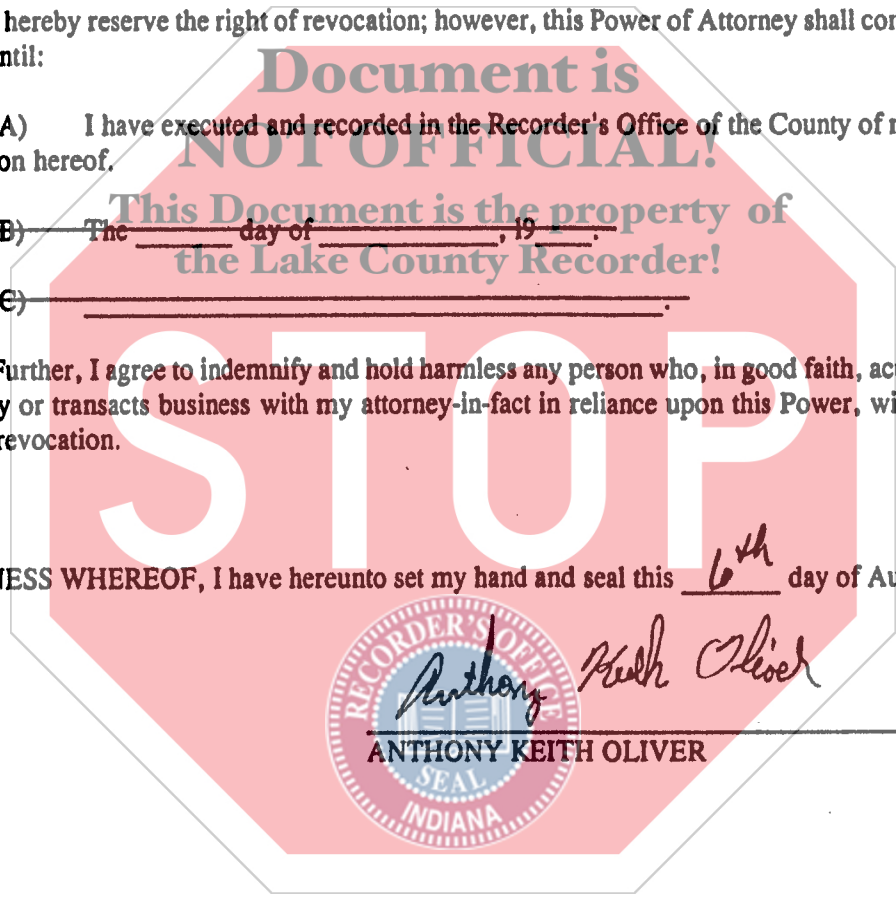 hereby reserve the right of revocation; however, this Power of Attorney shall con
ntil:
Document is
A) I have executed and recorded in the Recorder's Office of the County of
on hereof.
NOT OFFICIAL!
This Document is the property of
B) The ______ day of ____________, 19____.
the Lake County Recorder!
C) ________________________________________.
STOP
Further, I agree to indemnify and hold harmless any person who, in good faith, ac
y or transacts business with my attorney-in-fact in reliance upon this Power, wi
revocation.
NESS WHEREOF, I have hereunto set my hand and seal this 6th day of Au
Anthony Keith Oliver
ANTHONY KEITH OLIVER
RECORDER'S OFFICE
SEAL
INDIANA